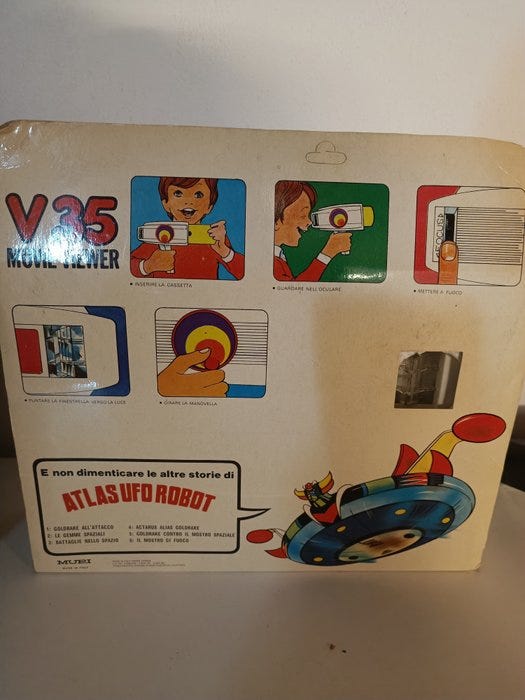 V 35
MOVIE VIEWER
• INSERIRE LA CASSETTA
• GUARDARE NELL'OCULARE
FOCUS
• METTERE A FUOCO
• PUNTARE LA FINESTRELLA VERSO LA LUCE
• GIRARE LA MANOVELLA
E non dimenticare le altre storie di
ATLAS UFO ROBOT
1: GOLDRAKE ALL'ATTACCO
2: LE GEMME SPAZIALI
3: BATTAGLIE NELLO SPAZIO
4: ACTARUS ALIAS GOLDRAKE
5: GOLDRAKE CONTRO IL MOSTRO SPAZIALE
6: IL MOSTRO DI FUOCO
MUPI
MADE IN ITALY